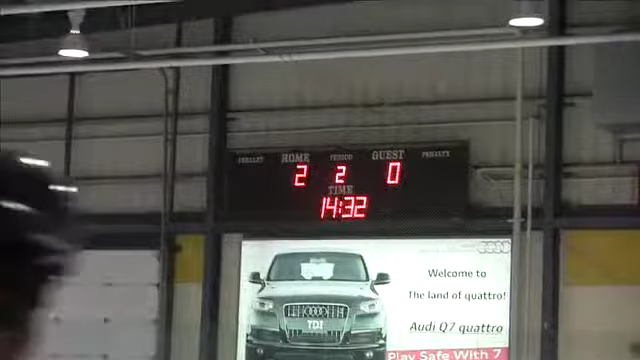 PENALTY HOME PERIOD GUEST PENALTY
2 2 0
TIME
14:32
Welcome to
The land of quattro!
TDI
Audi Q7 quattro
Play Safe With 7